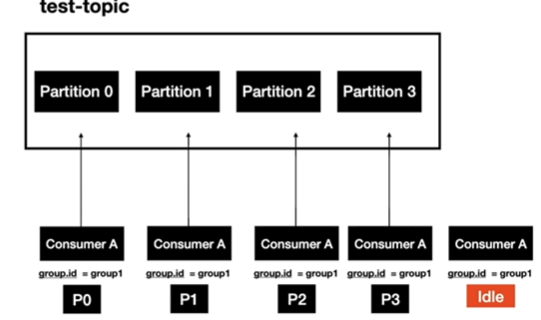 test-topic
Partition 0 Partition 1 Partition 2 Partition 3
Consumer A Consumer A Consumer A Consumer A Consumer A
group.id = group1 group.id = group1 group.id = group1 group.id = group1 group.id = group1
P0 P1 P2 P3 Idle